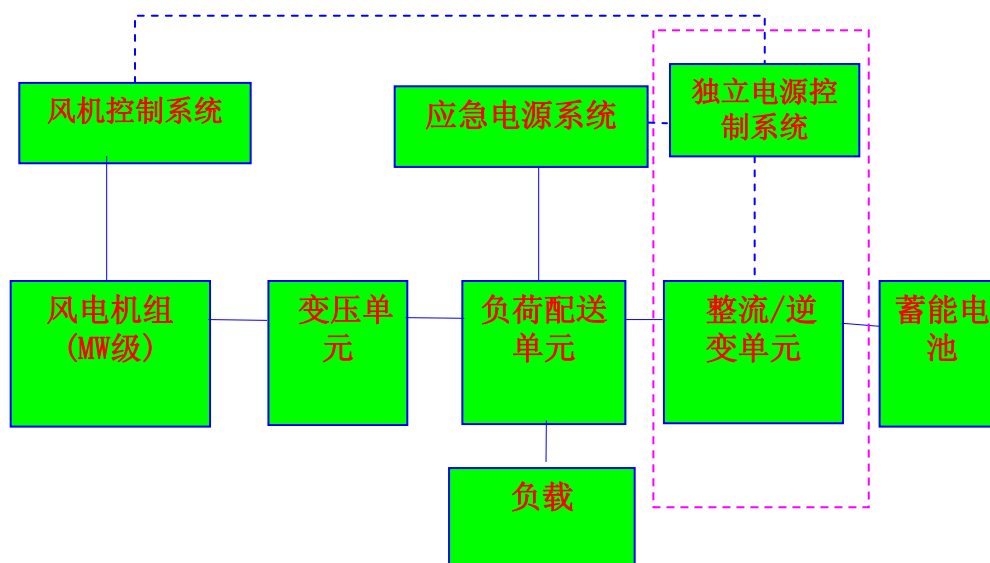 风机控制系统
应急电源系统
独立电源控
制系统
风电机组
(MW级)
变压单
元
负荷配送
单元
整流/逆
变单元
蓄能电
池
负载